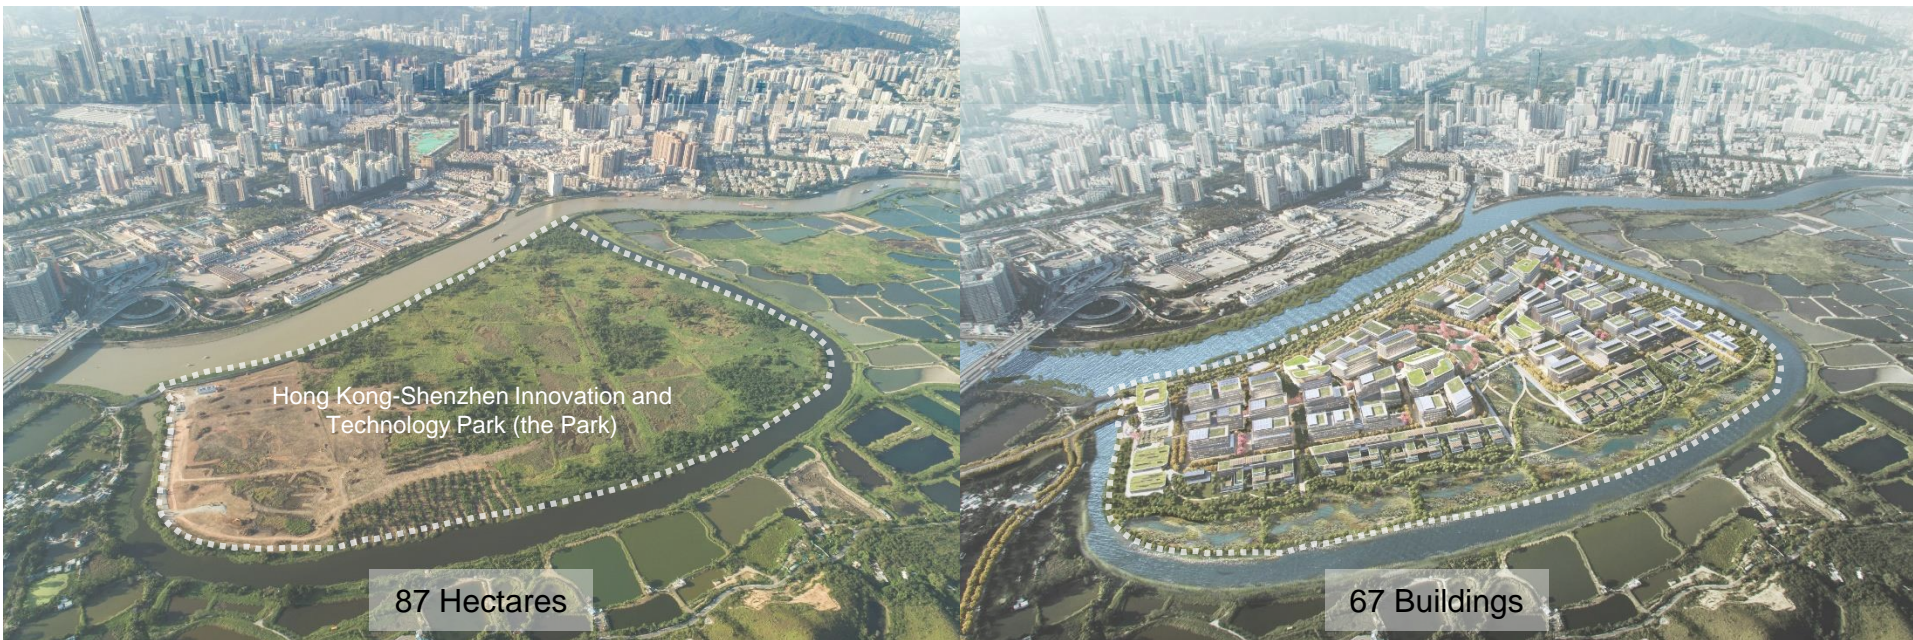 Hong Kong-Shenzhen Innovation and
Technology Park (the Park)
87 Hectares
67 Buildings